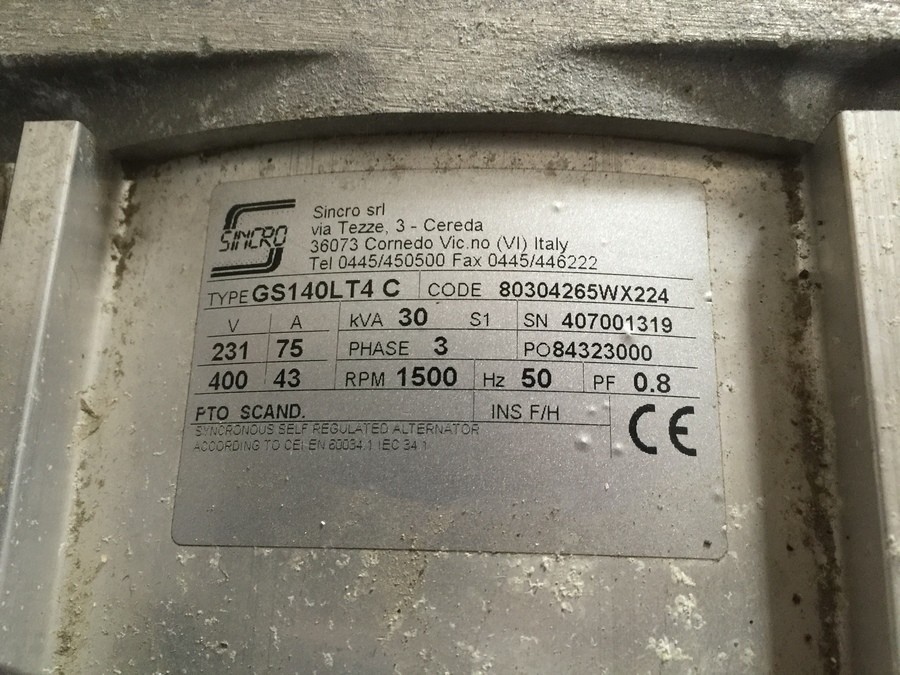 SINCRO
Sincro srl
via Tezze, 3 - Cereda
36073 Cornedo Vic.no (VI) Italy
Tel 0445/450500 Fax 0445/446222
TYPE GS140LT4 C CODE 80304265WX224
V A kVA 30 S1 SN 407001319
231 75 PHASE 3 PO84323000
400 43 RPM 1500 Hz 50 PF 0.8
PTO SCAND. INS F/H
SYNCRONOUS SELF REGULATED ALTERNATOR
ACCORDING TO CEI EN 60034.1 IEC 34.1
CE